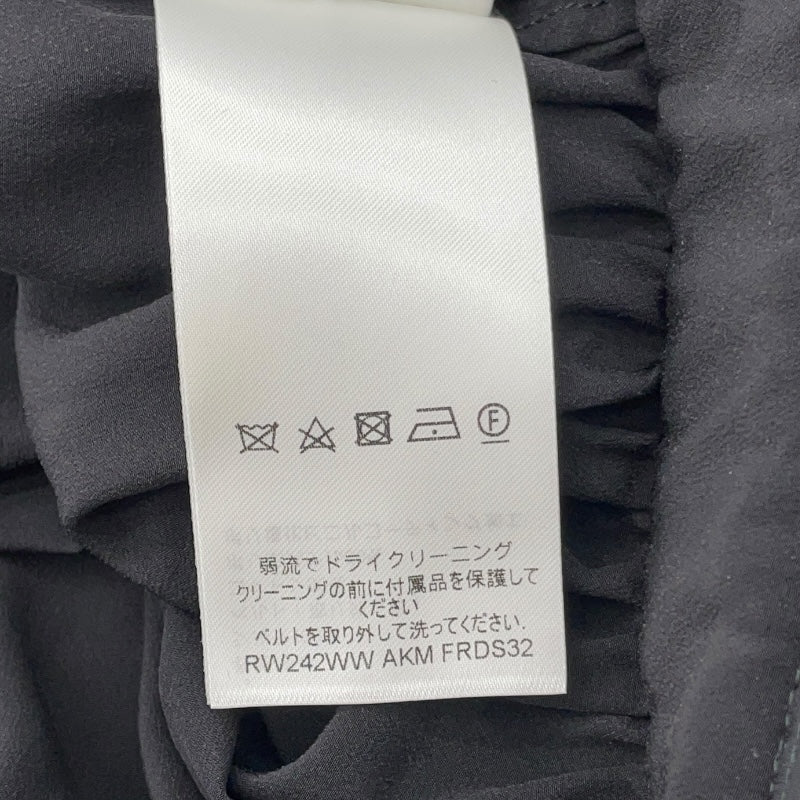 F
弱流でドライクリーニング
クリーニングの前に付属品を保護して
ください
ベルトを取り外して洗ってください.
RW242WW AKM FRDS32